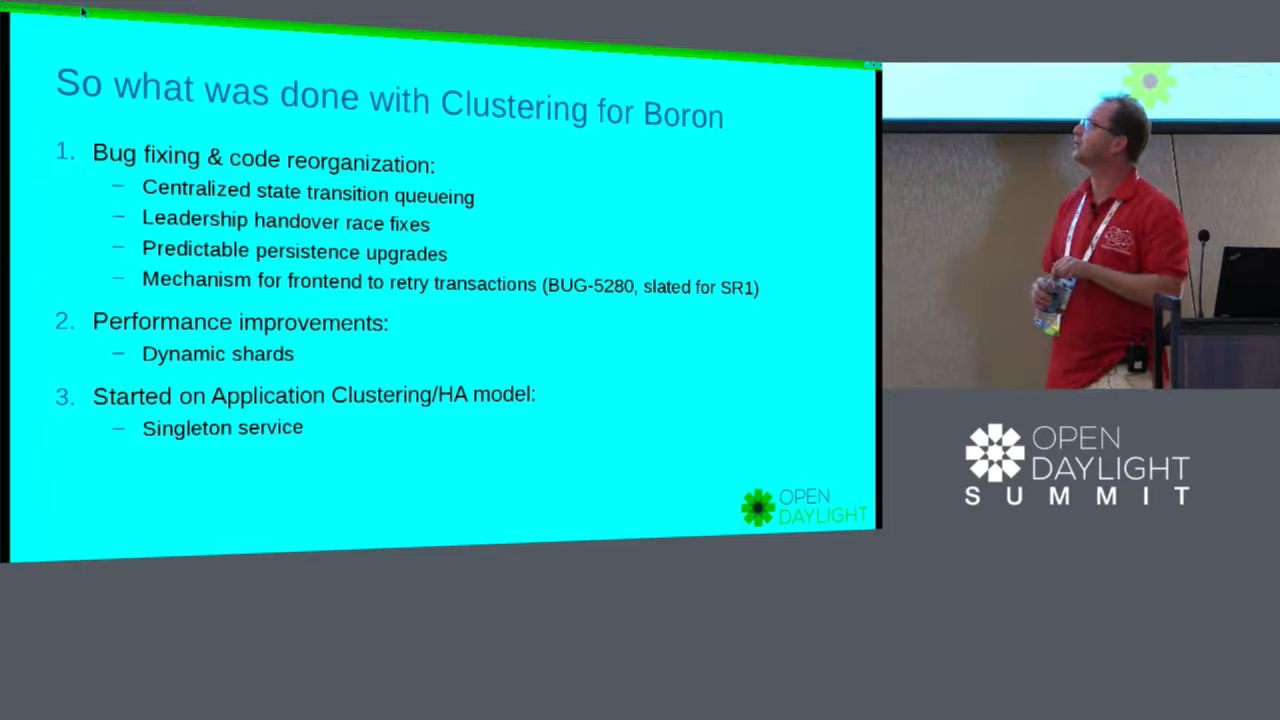 So what was done with Clustering for Boron
1. Bug fixing & code reorganization:
– Centralized state transition queueing
– Leadership handover race fixes
– Predictable persistence upgrades
– Mechanism for frontend to retry transactions (BUG-5280, slated for SR1)
2. Performance improvements:
– Dynamic shards
3. Started on Application Clustering/HA model:
– Singleton service
OPEN
DAYLIGHT
OPEN
DAYLIGHT
SUMMIT